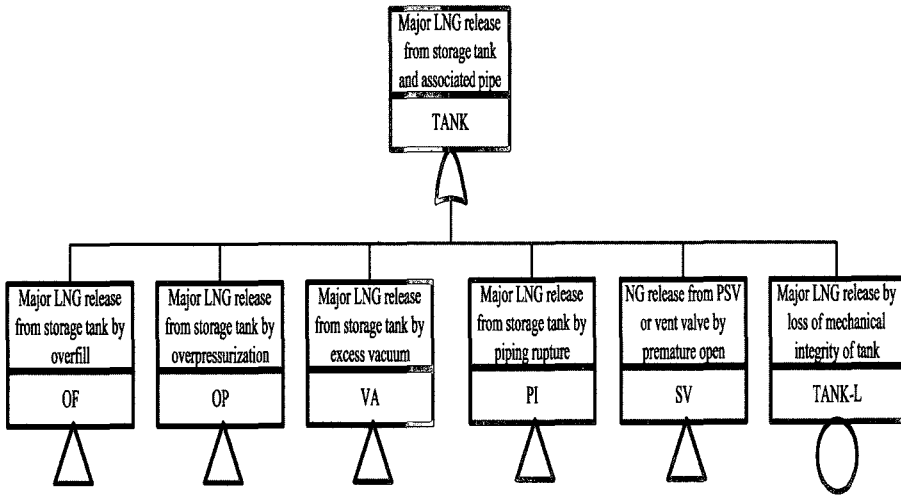 Major LNG release
from storage tank
and associated pipe
TANK
Major LNG release
from storage tank by
overfill
OF
Major LNG release
from storage tank by
overpressurization
OP
Major LNG release
from storage tank by
excess vacuum
VA
Major LNG release
from storage tank by
piping rupture
PI
NG release from PSV
or vent valve by
premature open
SV
Major LNG release by
loss of mechanical
integrity of tank
TANK-L